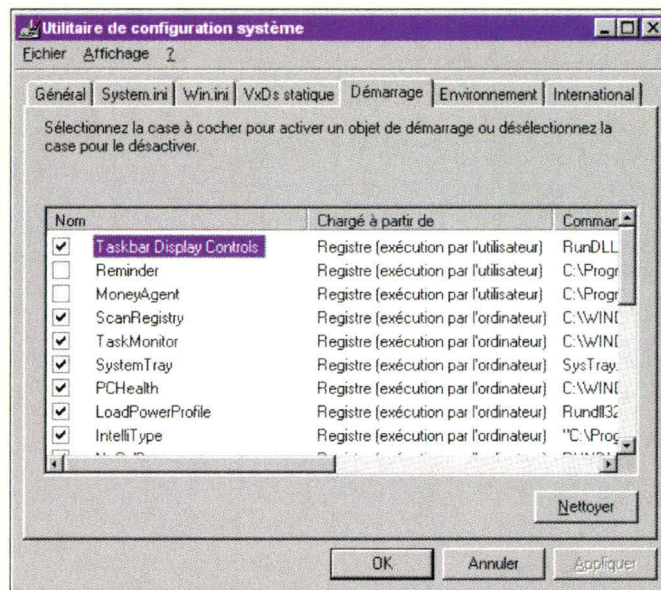 Utilitaire de configuration système
Fichier Affichage ?
Général System.ini Win.ini VxDs statique Démarrage Environnement International
Sélectionnez la case à cocher pour activer un objet de démarrage ou désélectionnez la
case pour le désactiver.
Nom Chargé à partir de Commar
Taskbar Display Controls Registre (exécution par l'utilisateur) RunDLL
Reminder Registre (exécution par l'utilisateur) C:\Progr
MoneyAgent Registre (exécution par l'utilisateur) C:\Progr
ScanRegistry Registre (exécution par l'ordinateur) C:\WIND
TaskMonitor Registre (exécution par l'ordinateur) C:\WIND
SystemTray Registre (exécution par l'ordinateur) SysTray.
PCHealth Registre (exécution par l'ordinateur) C:\WIND
LoadPowerProfile Registre (exécution par l'ordinateur) Rundll32
IntelliType Registre (exécution par l'ordinateur) "C:\Prog
Nettoyer
OK Annuler Appliquer